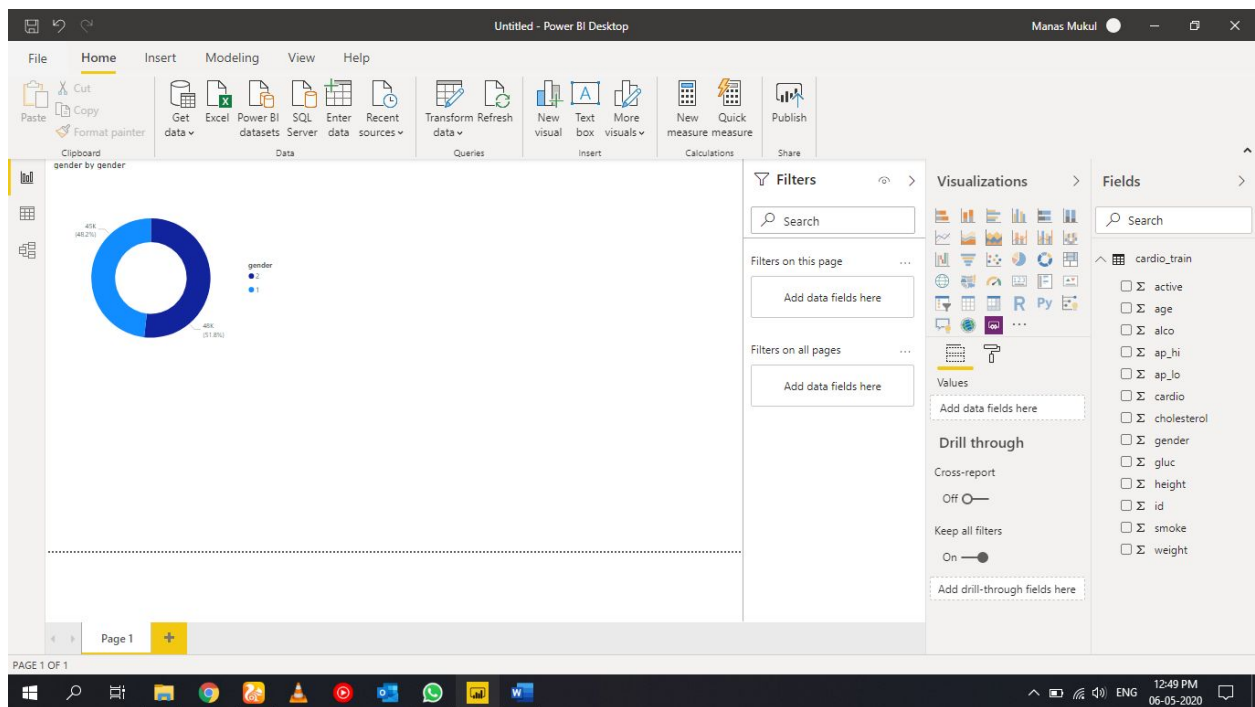 Untitled - Power BI Desktop
Manas Mukul
File Home Insert Modeling View Help
Paste
Cut
Copy
Format painter
Clipboard
Get data
Excel
Power BI datasets
SQL Server
Enter data
Recent sources
Data
Transform data
Refresh
Queries
New visual
Text box
More visuals
Insert
New measure
Quick measure
Calculations
Publish
Share
gender by gender
45K
(48.2%)
gender
2
1
48K
(51.8%)
Filters
Search
Filters on this page ...
Add data fields here
Filters on all pages ...
Add data fields here
Visualizations
R Py
123
...
Values
Add data fields here
Drill through
Cross-report
Off
Keep all filters
On
Add drill-through fields here
Fields
Search
cardio_train
Σ active
Σ age
Σ alco
Σ ap_hi
Σ ap_lo
Σ cardio
Σ cholesterol
Σ gender
Σ gluc
Σ height
Σ id
Σ smoke
Σ weight
Page 1 +
PAGE 1 OF 1
ENG
12:49 PM
06-05-2020